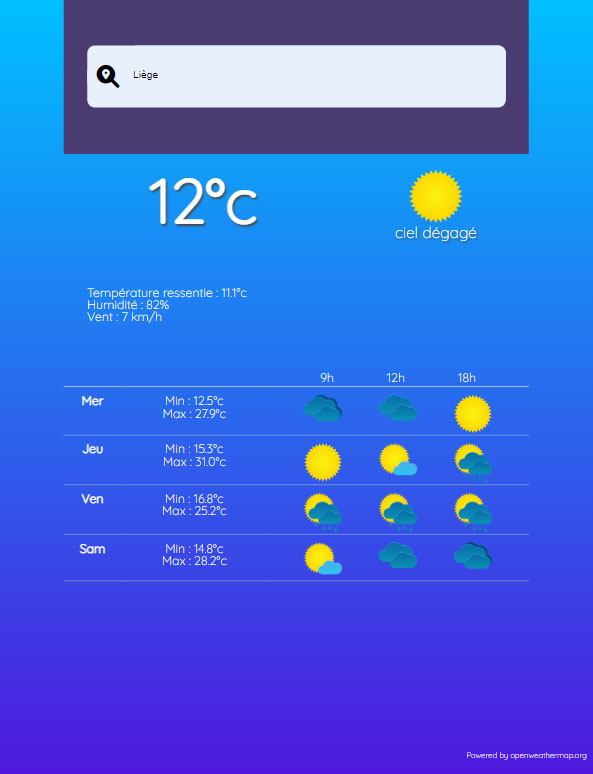 Liège
12°c
ciel dégagé
Température ressentie : 11.1°c
Humidité : 82%
Vent : 7 km/h
9h 12h 18h
Mer Min : 12.5°c
Max : 27.9°c
Jeu Min : 15.3°c
Max : 31.0°c
Ven Min : 16.8°c
Max : 25.2°c
Sam Min : 14.8°c
Max : 28.2°c
Powered by openweathermap.org